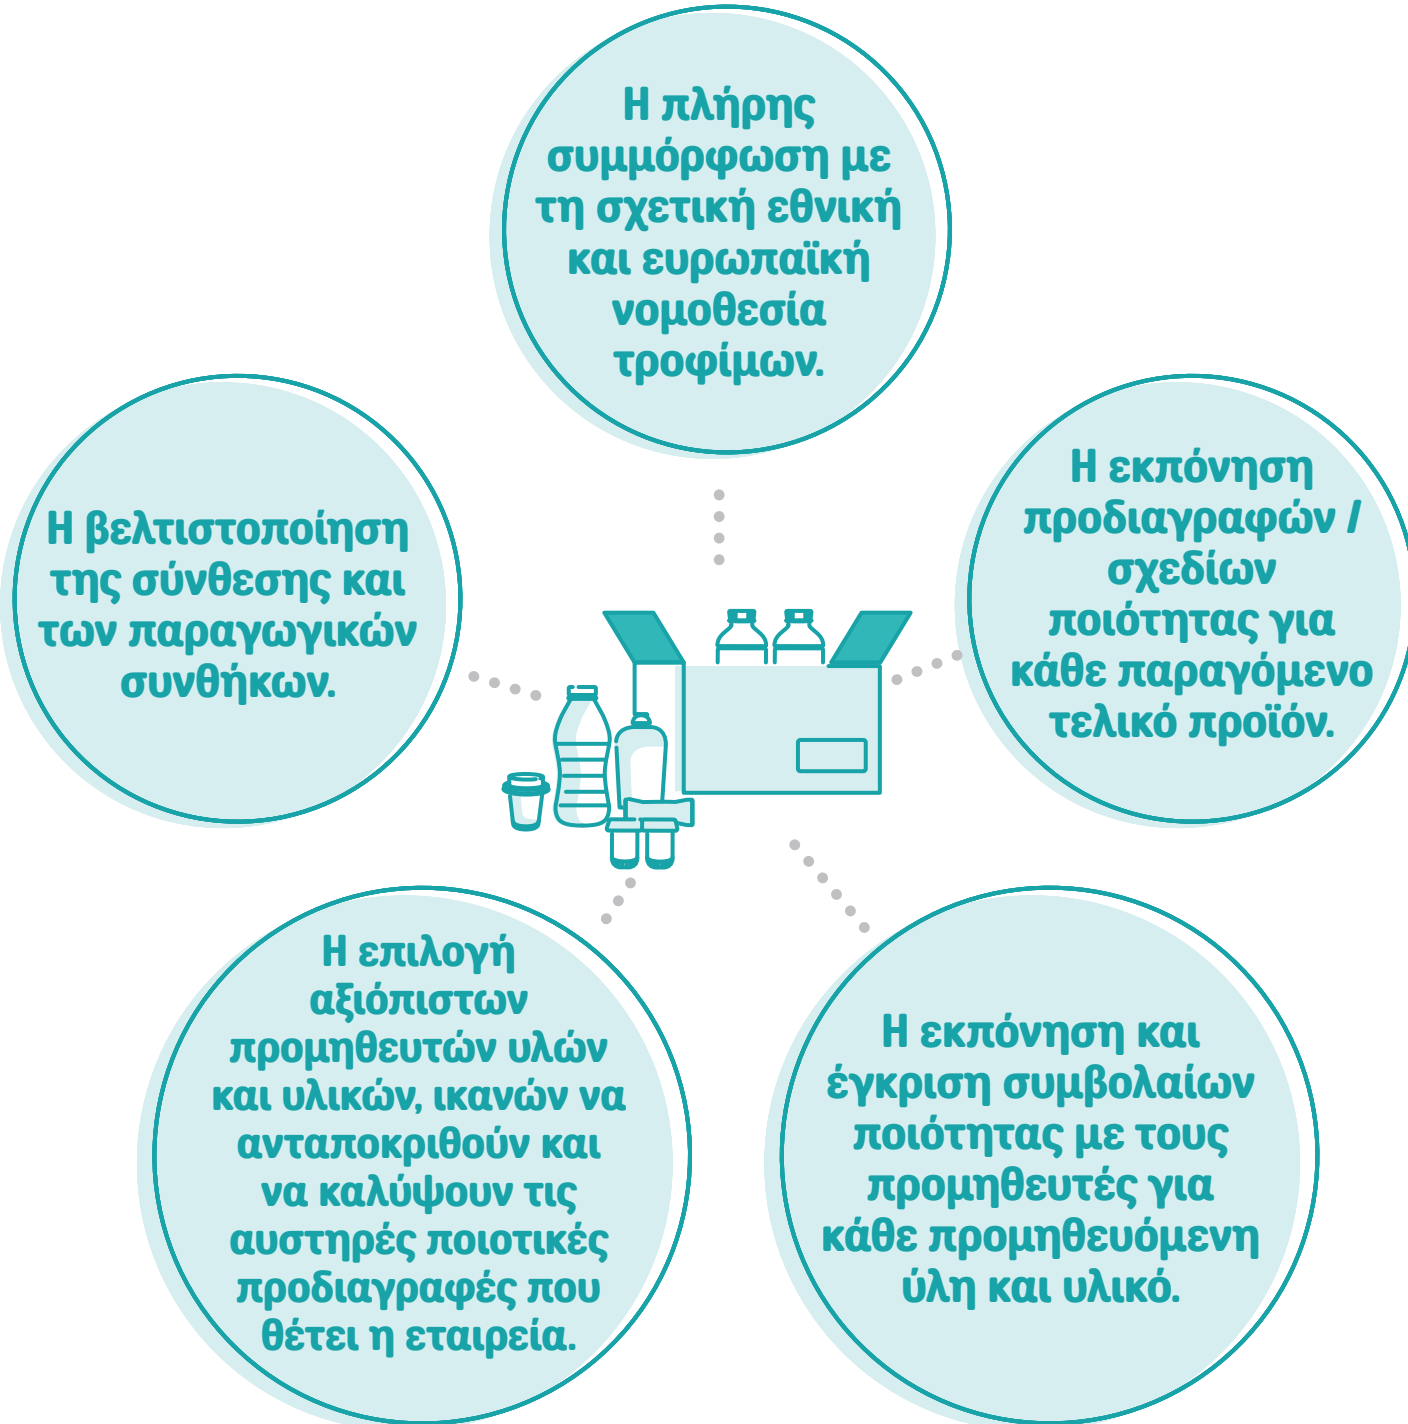 Η πλήρης
συμμόρφωση με
τη σχετική εθνική
και ευρωπαϊκή
νομοθεσία
τροφίμων.
Η βελτιστοποίηση
της σύνθεσης και
των παραγωγικών
συνθήκων.
Η εκπόνηση
προδιαγραφών /
σχεδίων
ποιότητας για
κάθε παραγόμενο
τελικό προϊόν.
Η επιλογή
αξιόπιστων
προμηθευτών υλών
και υλικών, ικανών να
ανταποκριθούν και
να καλύψουν τις
αυστηρές ποιοτικές
προδιαγραφές που
θέτει η εταιρεία.
Η εκπόνηση και
έγκριση συμβολαίων
ποιότητας με τους
προμηθευτές για
κάθε προμηθευόμενη
ύλη και υλικό.